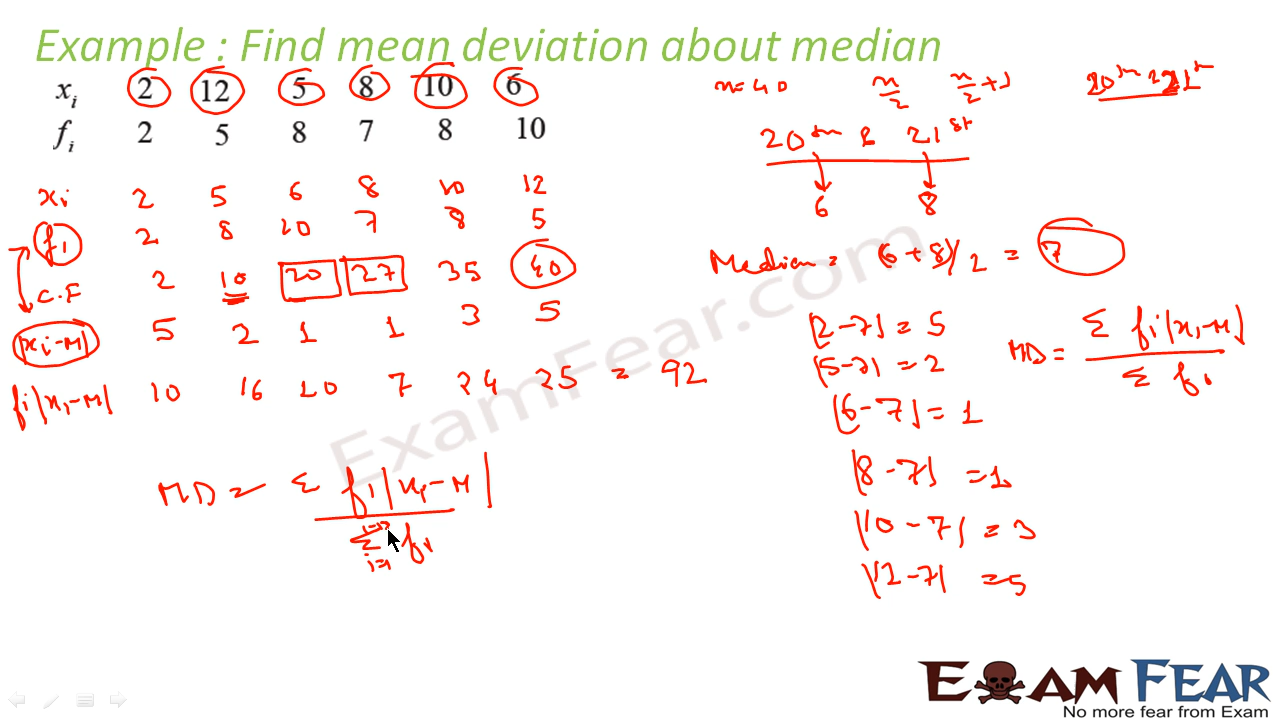 Example : Find mean deviation about median
xi 2 12 5 8 10 6
fi 2 5 8 7 8 10
xi 2 5 6 8 10 12
fi 2 8 10 7 8 5
C.F 2 10 20 27 35 40
|xi-M| 5 2 1 1 3 5
fi|xi-M| 10 16 10 7 24 25 = 92
MD = Σ fi|xi-M|
Σ i=1 fi
n=40 n/2 n/2+1
20th & 21st
20th & 21st
6 8
Median = (6+8)/2 = 7
|2-7| = 5
|5-7| = 2
|6-7| = 1
|8-7| = 1
|10-7| = 3
|12-7| = 5
MD = Σ fi|xi-M|
Σ fi
ExamFear.com
EXAM FEAR
No more fear from Exam